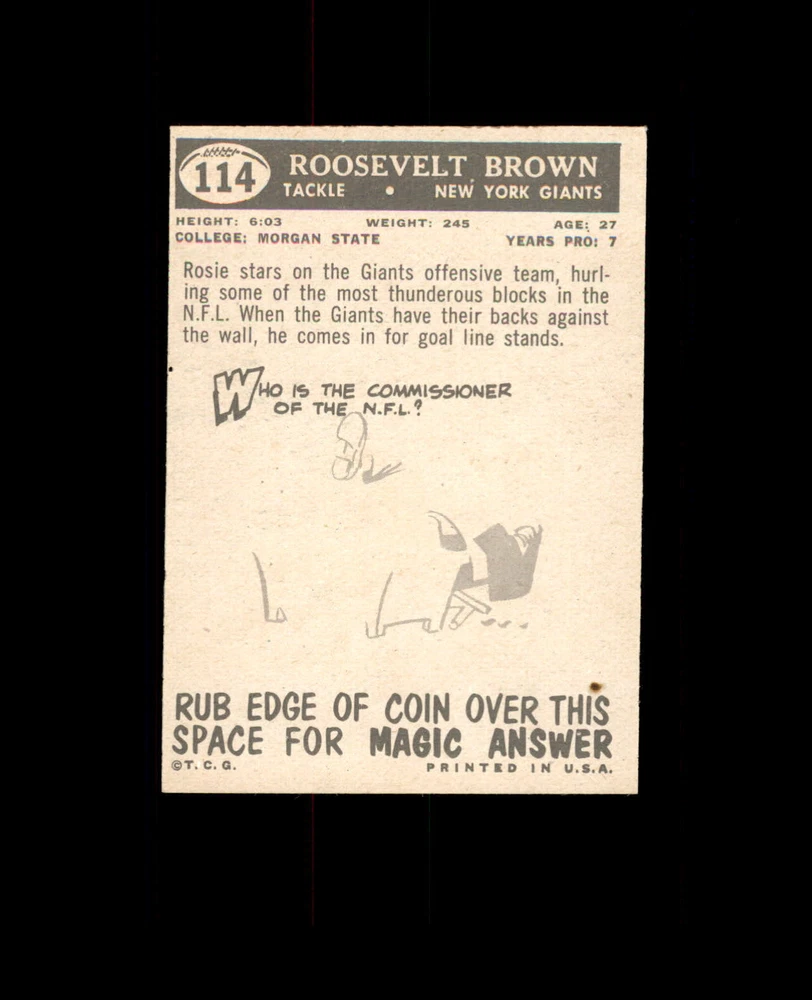 114
ROOSEVELT BROWN
TACKLE • NEW YORK GIANTS
HEIGHT: 6:03 WEIGHT: 245 AGE: 27
COLLEGE: MORGAN STATE YEARS PRO: 7
Rosie stars on the Giants offensive team, hurl-
ing some of the most thunderous blocks in the
N.F.L. When the Giants have their backs against
the wall, he comes in for goal line stands.
WHO IS THE COMMISSIONER
OF THE N.F.L.?
RUB EDGE OF COIN OVER THIS
SPACE FOR MAGIC ANSWER
©T.C.G. PRINTED IN U.S.A.